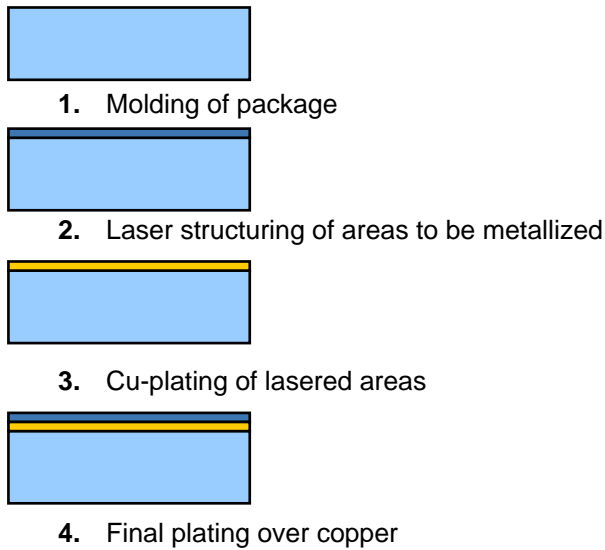 1. Molding of package
2. Laser structuring of areas to be metallized
3. Cu-plating of lasered areas
4. Final plating over copper